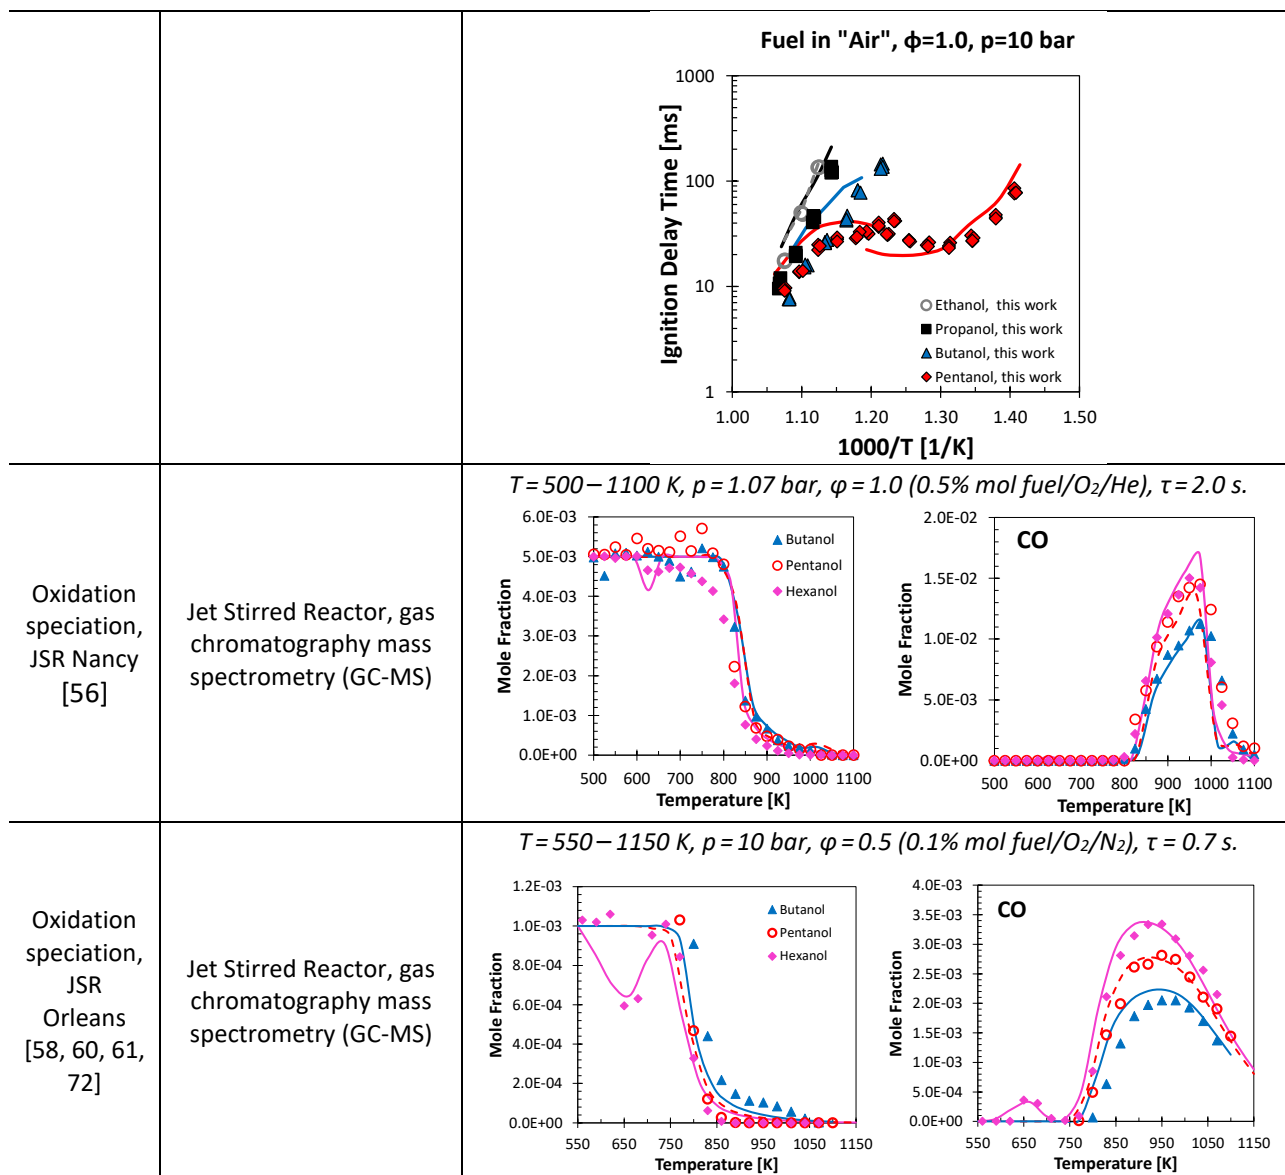 Fuel in "Air", ϕ=1.0, p=10 bar
Ignition Delay Time [ms]
1000
100
10
1
1.00 1.10 1.20 1.30 1.40 1.50
1000/T [1/K]
Ethanol, this work
Propanol, this work
Butanol, this work
Pentanol, this work
Oxidation
speciation,
JSR Nancy
[56]
Jet Stirred Reactor, gas
chromatography mass
spectrometry (GC-MS)
T = 500 – 1100 K, p = 1.07 bar, φ = 1.0 (0.5% mol fuel/O₂/He), τ = 2.0 s.
Mole Fraction
6.0E-03
5.0E-03
4.0E-03
3.0E-03
2.0E-03
1.0E-03
0.0E+00
500 600 700 800 900 1000 1100
Temperature [K]
Butanol
Pentanol
Hexanol
CO
Mole Fraction
2.0E-02
1.5E-02
1.0E-02
5.0E-03
0.0E+00
500 600 700 800 900 1000 1100
Temperature [K]
Oxidation
speciation,
JSR
Orleans
[58, 60, 61,
72]
Jet Stirred Reactor, gas
chromatography mass
spectrometry (GC-MS)
T = 550 – 1150 K, p = 10 bar, φ = 0.5 (0.1% mol fuel/O₂/N₂), τ = 0.7 s.
Mole Fraction
1.2E-03
1.0E-03
8.0E-04
6.0E-04
4.0E-04
2.0E-04
0.0E+00
550 650 750 850 950 1050 1150
Temperature [K]
Butanol
Pentanol
Hexanol
CO
Mole Fraction
4.0E-03
3.5E-03
3.0E-03
2.5E-03
2.0E-03
1.5E-03
1.0E-03
5.0E-04
0.0E+00
550 650 750 850 950 1050 1150
Temperature [K]